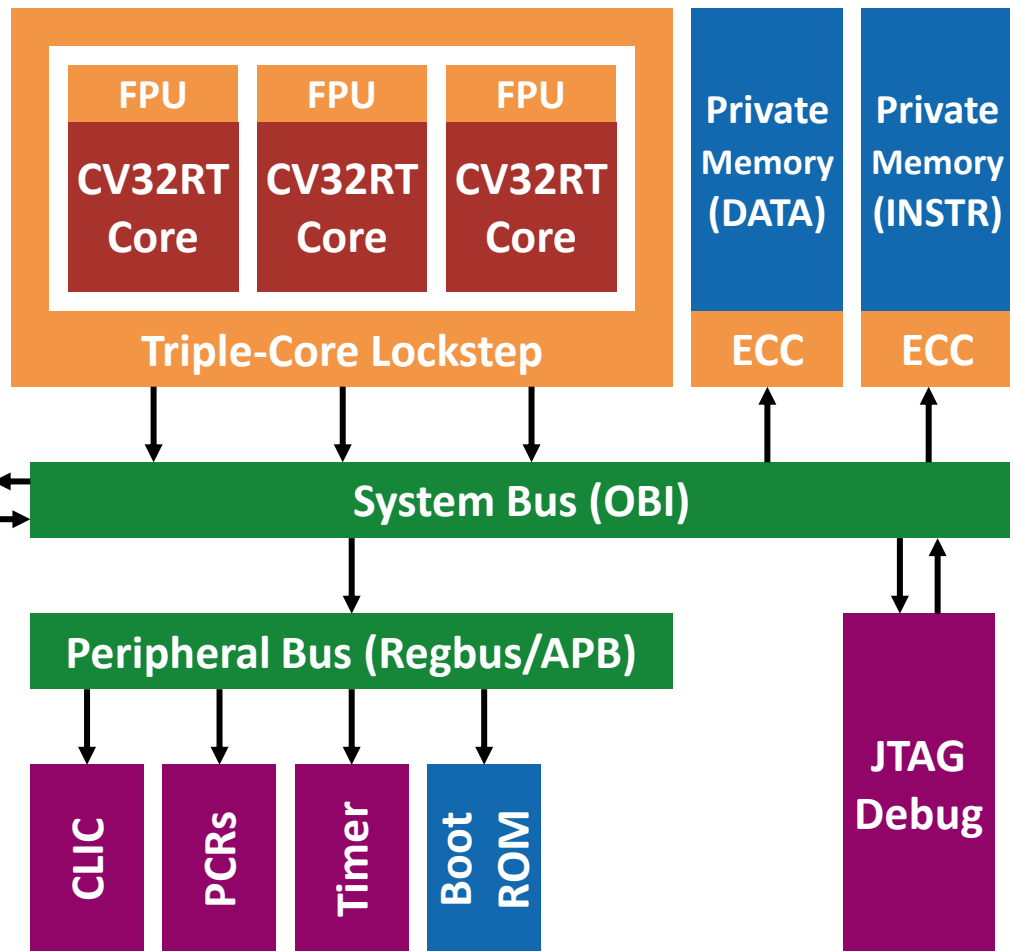 FPU
CV32RT
Core
FPU
CV32RT
Core
FPU
CV32RT
Core
Triple-Core Lockstep
Private
Memory
(DATA)
ECC
Private
Memory
(INSTR)
ECC
System Bus (OBI)
Peripheral Bus (Regbus/APB)
CLIC
PCRs
Timer
Boot
ROM
JTAG
Debug